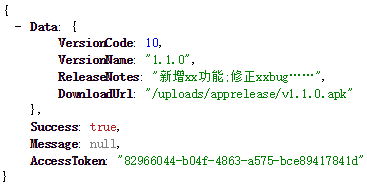 {
- Data: {
VersionCode: 10,
VersionName: "1.1.0",
ReleaseNotes: "新增xx功能;修正xxbug……",
DownloadUrl: "/uploads/apprelease/v1.1.0.apk"
},
Success: true,
Message: null,
AccessToken: "82966044-b04f-4863-a575-bce89417841d"
}